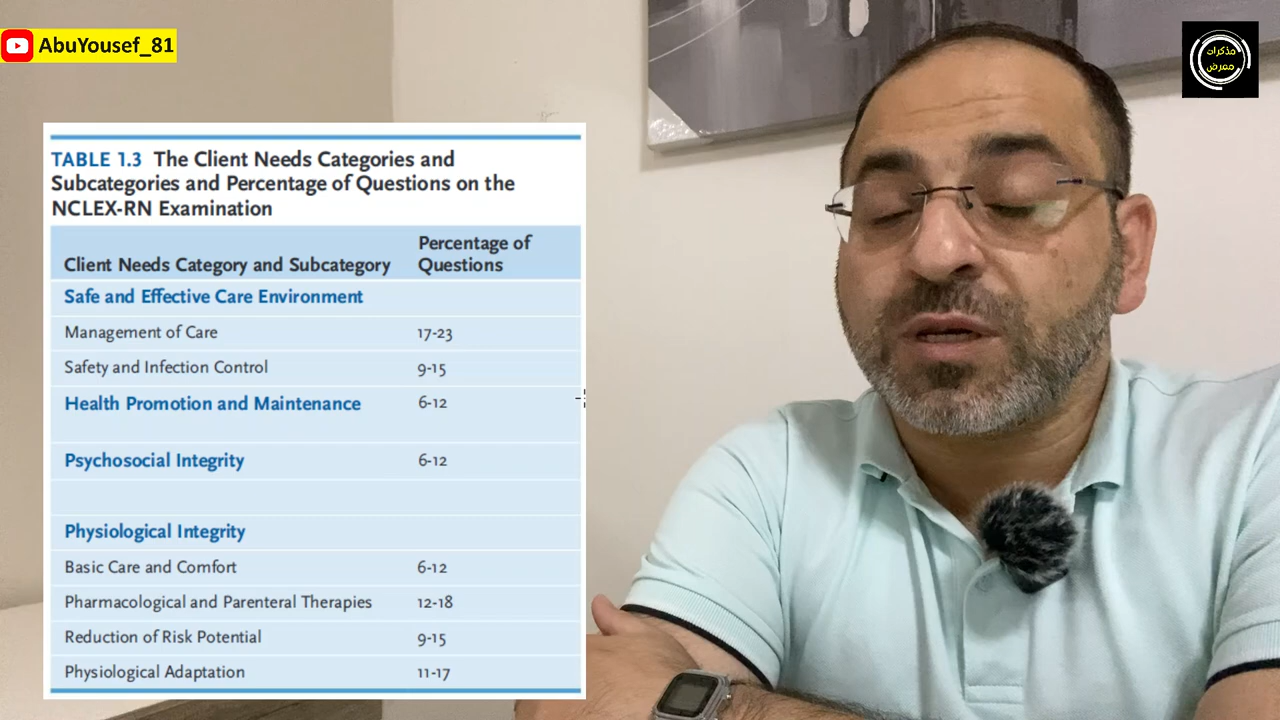 AbuYousef_81
مذكرات
ممرض
TABLE 1.3 The Client Needs Categories and
Subcategories and Percentage of Questions on the
NCLEX-RN Examination
Client Needs Category and Subcategory Percentage of Questions
Safe and Effective Care Environment
Management of Care 17-23
Safety and Infection Control 9-15
Health Promotion and Maintenance 6-12
Psychosocial Integrity 6-12
Physiological Integrity
Basic Care and Comfort 6-12
Pharmacological and Parenteral Therapies 12-18
Reduction of Risk Potential 9-15
Physiological Adaptation 11-17